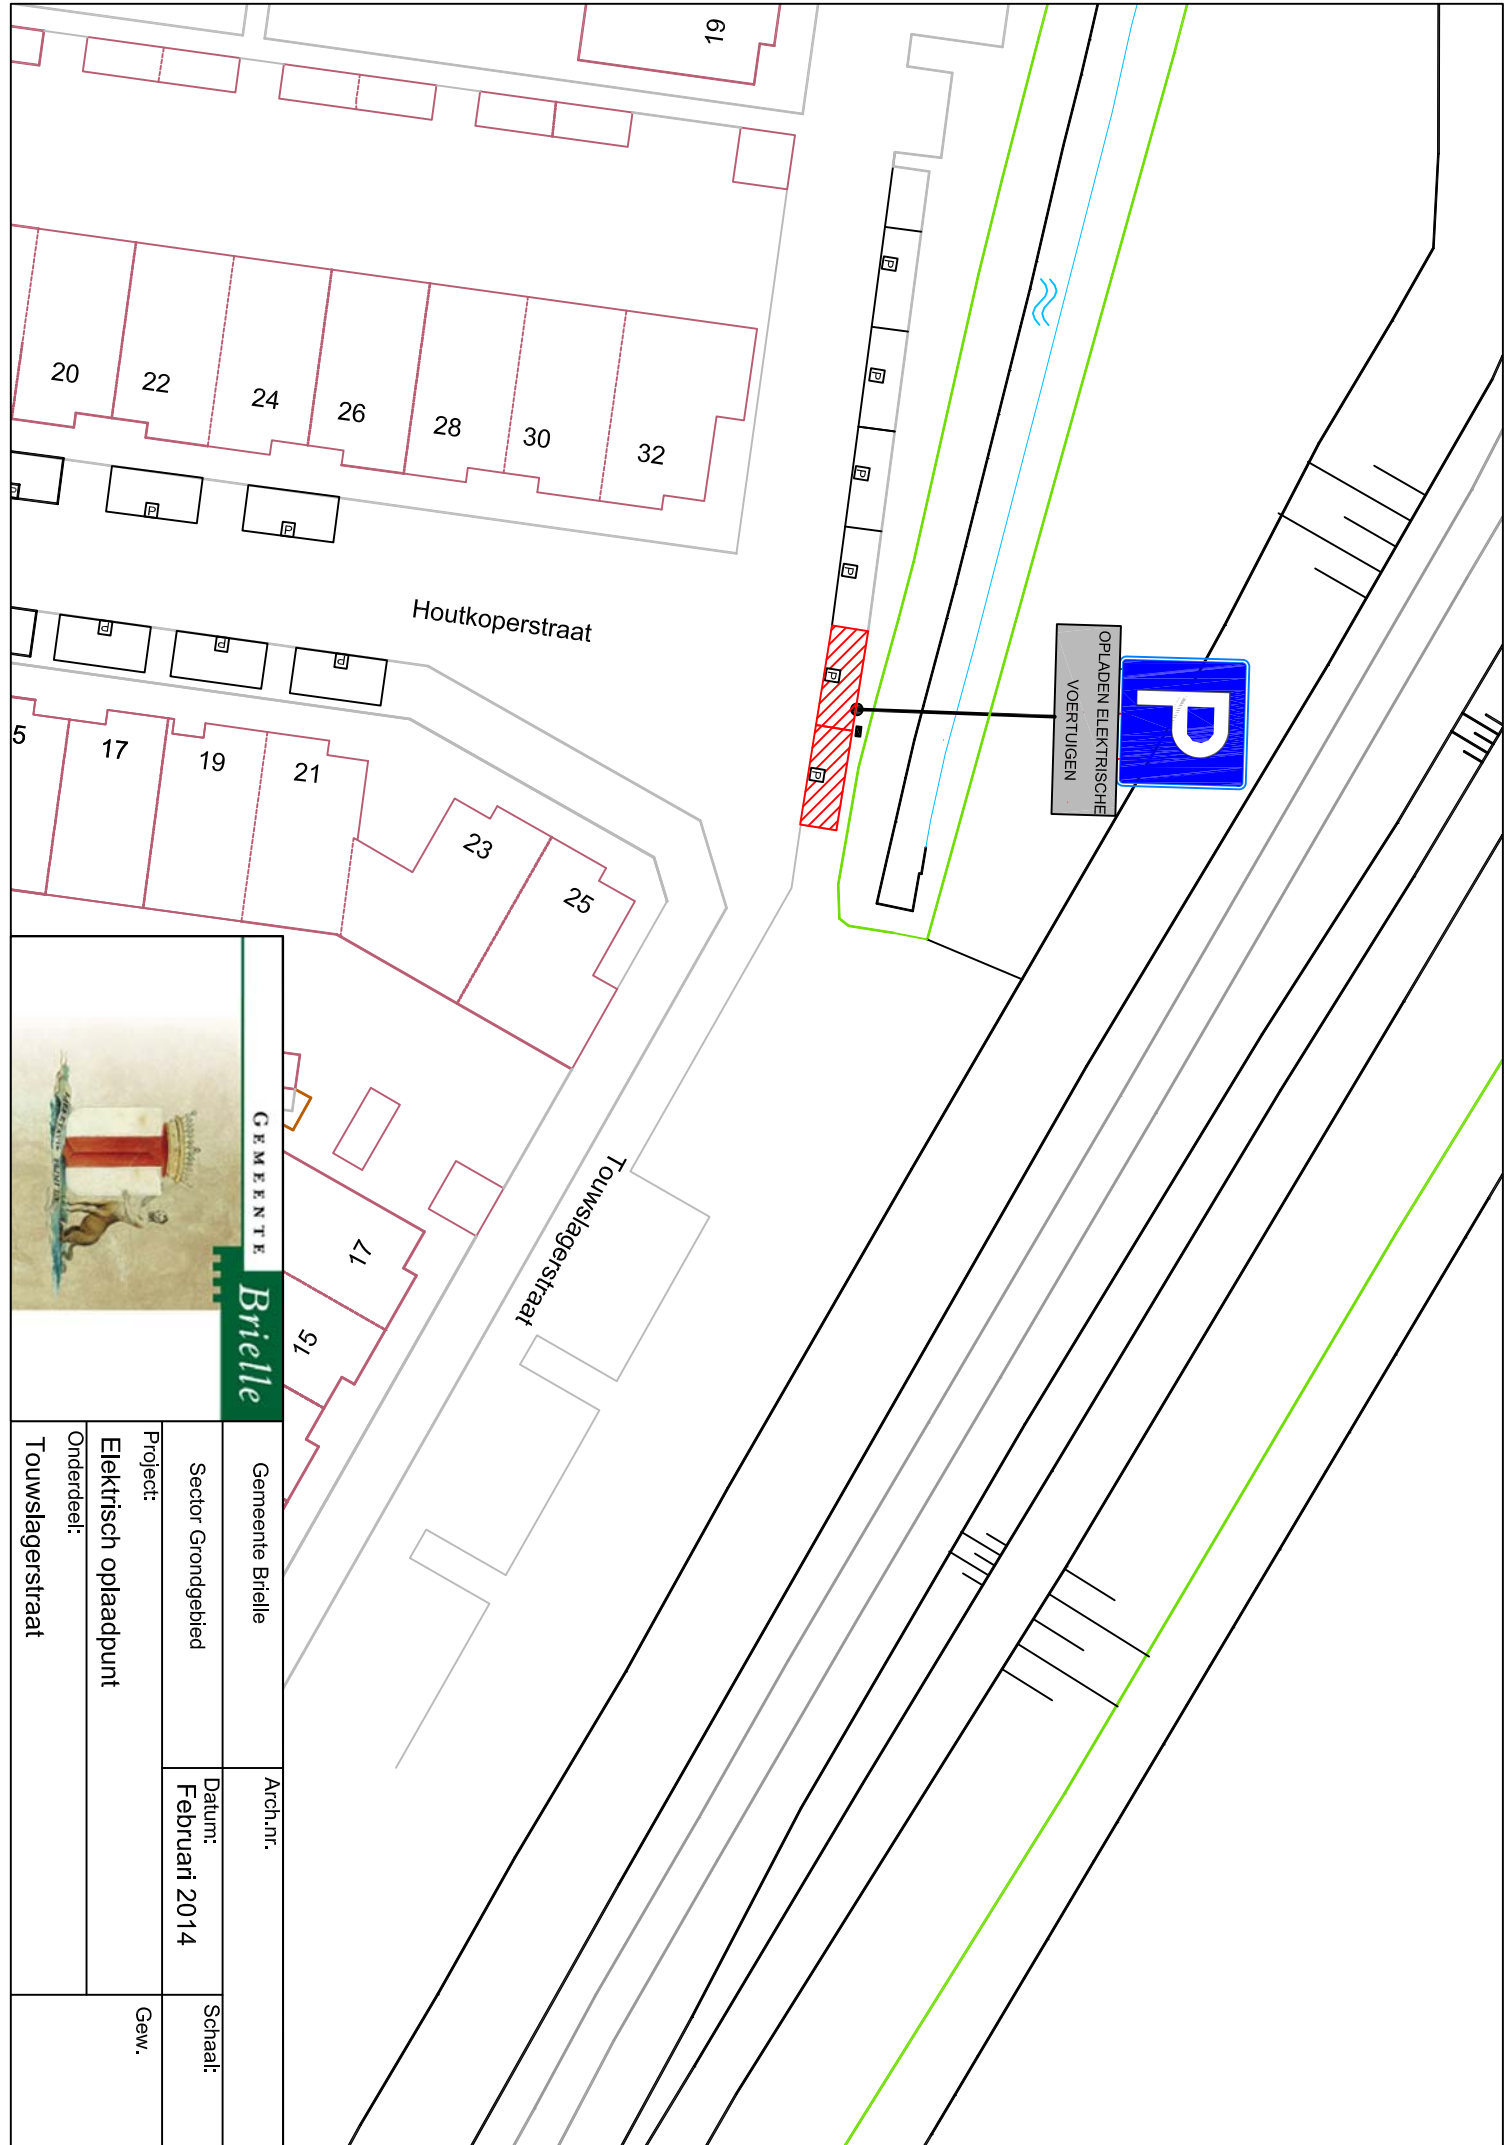 19
20
22
24
26
28
30
32
P
P
P
P
P
P
P
P
P
P
P
P
Houtkoperstraat
P
OPLADEN ELEKTRISCHE
VOERTUIGEN
5
17
19
21
23
25
Touwslagerstraat
17
15
GEMEENTE
Brielle
Gemeente Brielle
Arch.nr.
Sector Grondgebied
Datum:
Februari 2014
Schaal:
Project:
Elektrisch oplaadpunt
Gew.
Onderdeel:
Touwslagerstraat